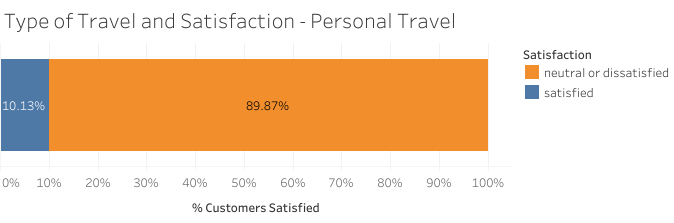 Type of Travel and Satisfaction - Personal Travel
Satisfaction
neutral or dissatisfied
satisfied
10.13%
89.87%
0% 10% 20% 30% 40% 50% 60% 70% 80% 90% 100%
% Customers Satisfied